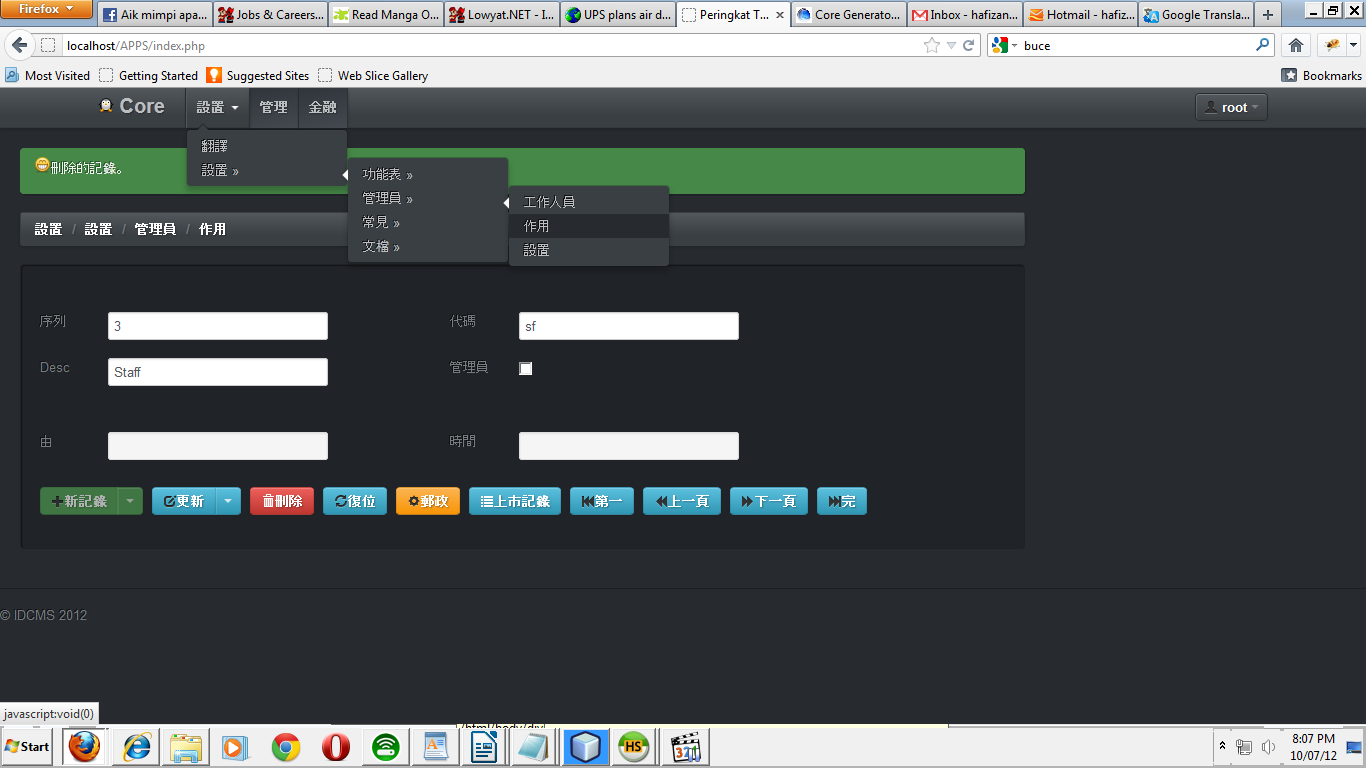 Firefox
Aik mimpi apa...
Jobs & Careers...
Read Manga O...
Lowyat.NET - I...
UPS plans air d...
Peringkat T...
Core Generato...
Inbox - hafizan...
Hotmail - hafiz...
Google Transla...
localhost/APPS/index.php
buce
Most Visited
Getting Started
Suggested Sites
Web Slice Gallery
Bookmarks
Core
設置
管理
金融
root
翻譯
設置 »
刪除的記錄。
功能表 »
管理員 »
常見 »
文檔 »
工作人員
作用
設置
設置 / 設置 / 管理員 / 作用
序列
3
代碼
sf
Desc
Staff
管理員
由
時間
新記錄
更新
刪除
復位
郵政
上市記錄
第一
上一頁
下一頁
完
© IDCMS 2012
javascript:void(0)
/html/body/div
Start
HS
8:07 PM
10/07/12